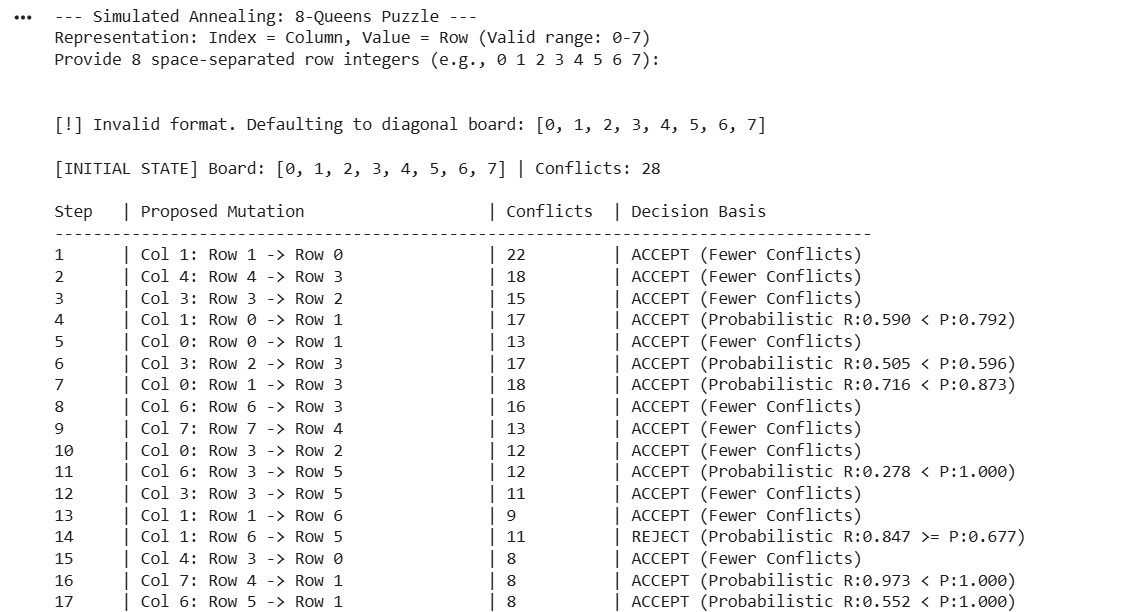 --- Simulated Annealing: 8-Queens Puzzle ---
Representation: Index = Column, Value = Row (Valid range: 0-7)
Provide 8 space-separated row integers (e.g., 0 1 2 3 4 5 6 7):
[!] Invalid format. Defaulting to diagonal board: [0, 1, 2, 3, 4, 5, 6, 7]
[INITIAL STATE] Board: [0, 1, 2, 3, 4, 5, 6, 7] | Conflicts: 28
Step | Proposed Mutation | Conflicts | Decision Basis
-------------------------------------------------------------------------------------
1 | Col 1: Row 1 -> Row 0 | 22 | ACCEPT (Fewer Conflicts)
2 | Col 4: Row 4 -> Row 3 | 18 | ACCEPT (Fewer Conflicts)
3 | Col 3: Row 3 -> Row 2 | 15 | ACCEPT (Fewer Conflicts)
4 | Col 1: Row 0 -> Row 1 | 17 | ACCEPT (Probabilistic R:0.590 < P:0.792)
5 | Col 0: Row 0 -> Row 1 | 13 | ACCEPT (Fewer Conflicts)
6 | Col 3: Row 2 -> Row 3 | 17 | ACCEPT (Probabilistic R:0.505 < P:0.596)
7 | Col 0: Row 1 -> Row 3 | 18 | ACCEPT (Probabilistic R:0.716 < P:0.873)
8 | Col 6: Row 6 -> Row 3 | 16 | ACCEPT (Fewer Conflicts)
9 | Col 7: Row 7 -> Row 4 | 13 | ACCEPT (Fewer Conflicts)
10 | Col 0: Row 3 -> Row 2 | 12 | ACCEPT (Fewer Conflicts)
11 | Col 6: Row 3 -> Row 5 | 12 | ACCEPT (Probabilistic R:0.278 < P:1.000)
12 | Col 3: Row 3 -> Row 5 | 11 | ACCEPT (Fewer Conflicts)
13 | Col 1: Row 1 -> Row 6 | 9 | ACCEPT (Fewer Conflicts)
14 | Col 1: Row 6 -> Row 5 | 11 | REJECT (Probabilistic R:0.847 >= P:0.677)
15 | Col 4: Row 3 -> Row 0 | 8 | ACCEPT (Fewer Conflicts)
16 | Col 7: Row 4 -> Row 1 | 8 | ACCEPT (Probabilistic R:0.973 < P:1.000)
17 | Col 6: Row 5 -> Row 1 | 8 | ACCEPT (Probabilistic R:0.552 < P:1.000)